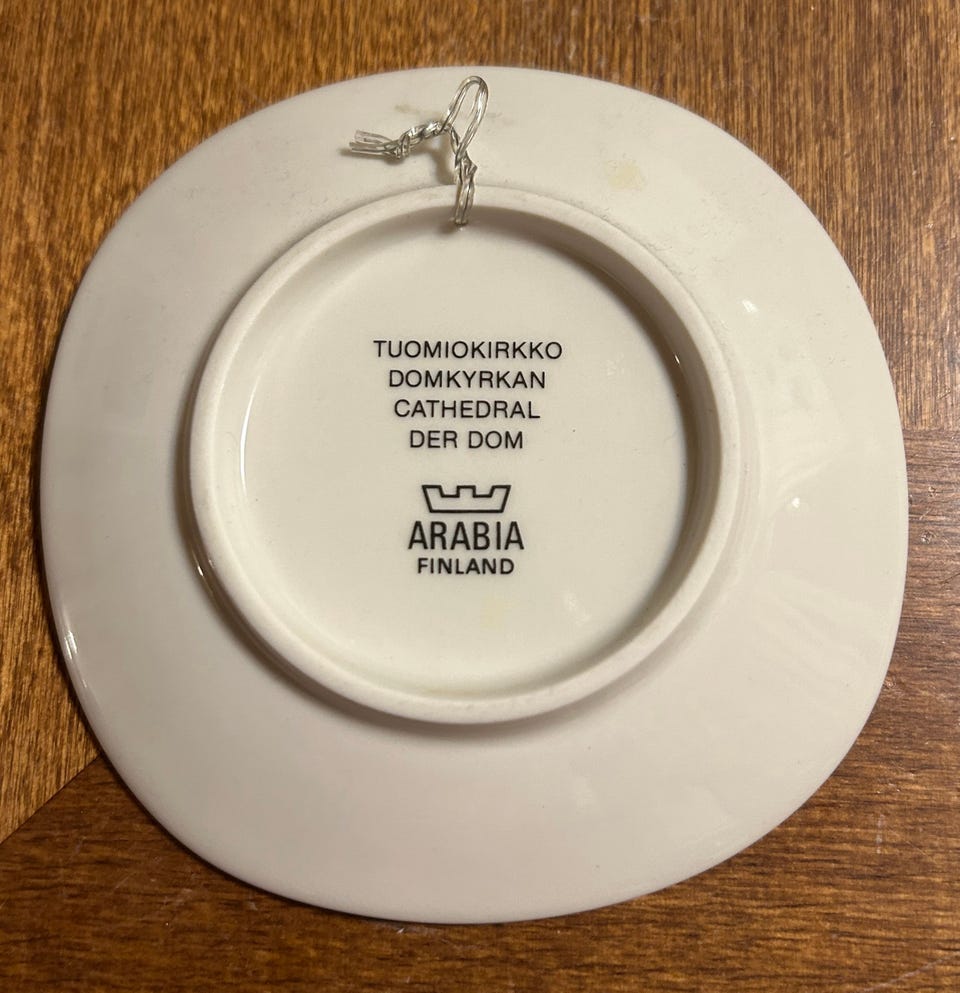 TUOMIOKIRKKO
DOMKYRKAN
CATHEDRAL
DER DOM
ARABIA
FINLAND